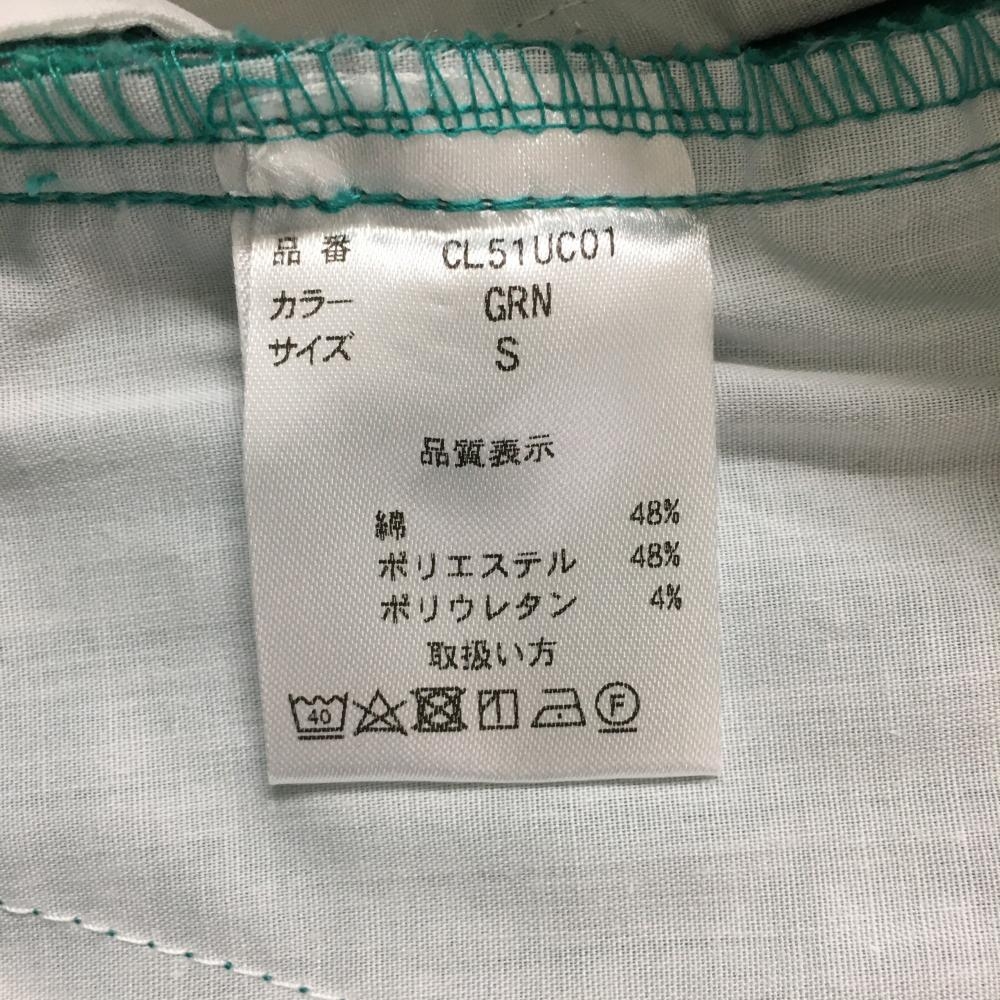 品番 CL51UC01
カラー GRN
サイズ S
品質表示
綿 48%
ポリエステル 48%
ポリウレタン 4%
取扱い方
40 F